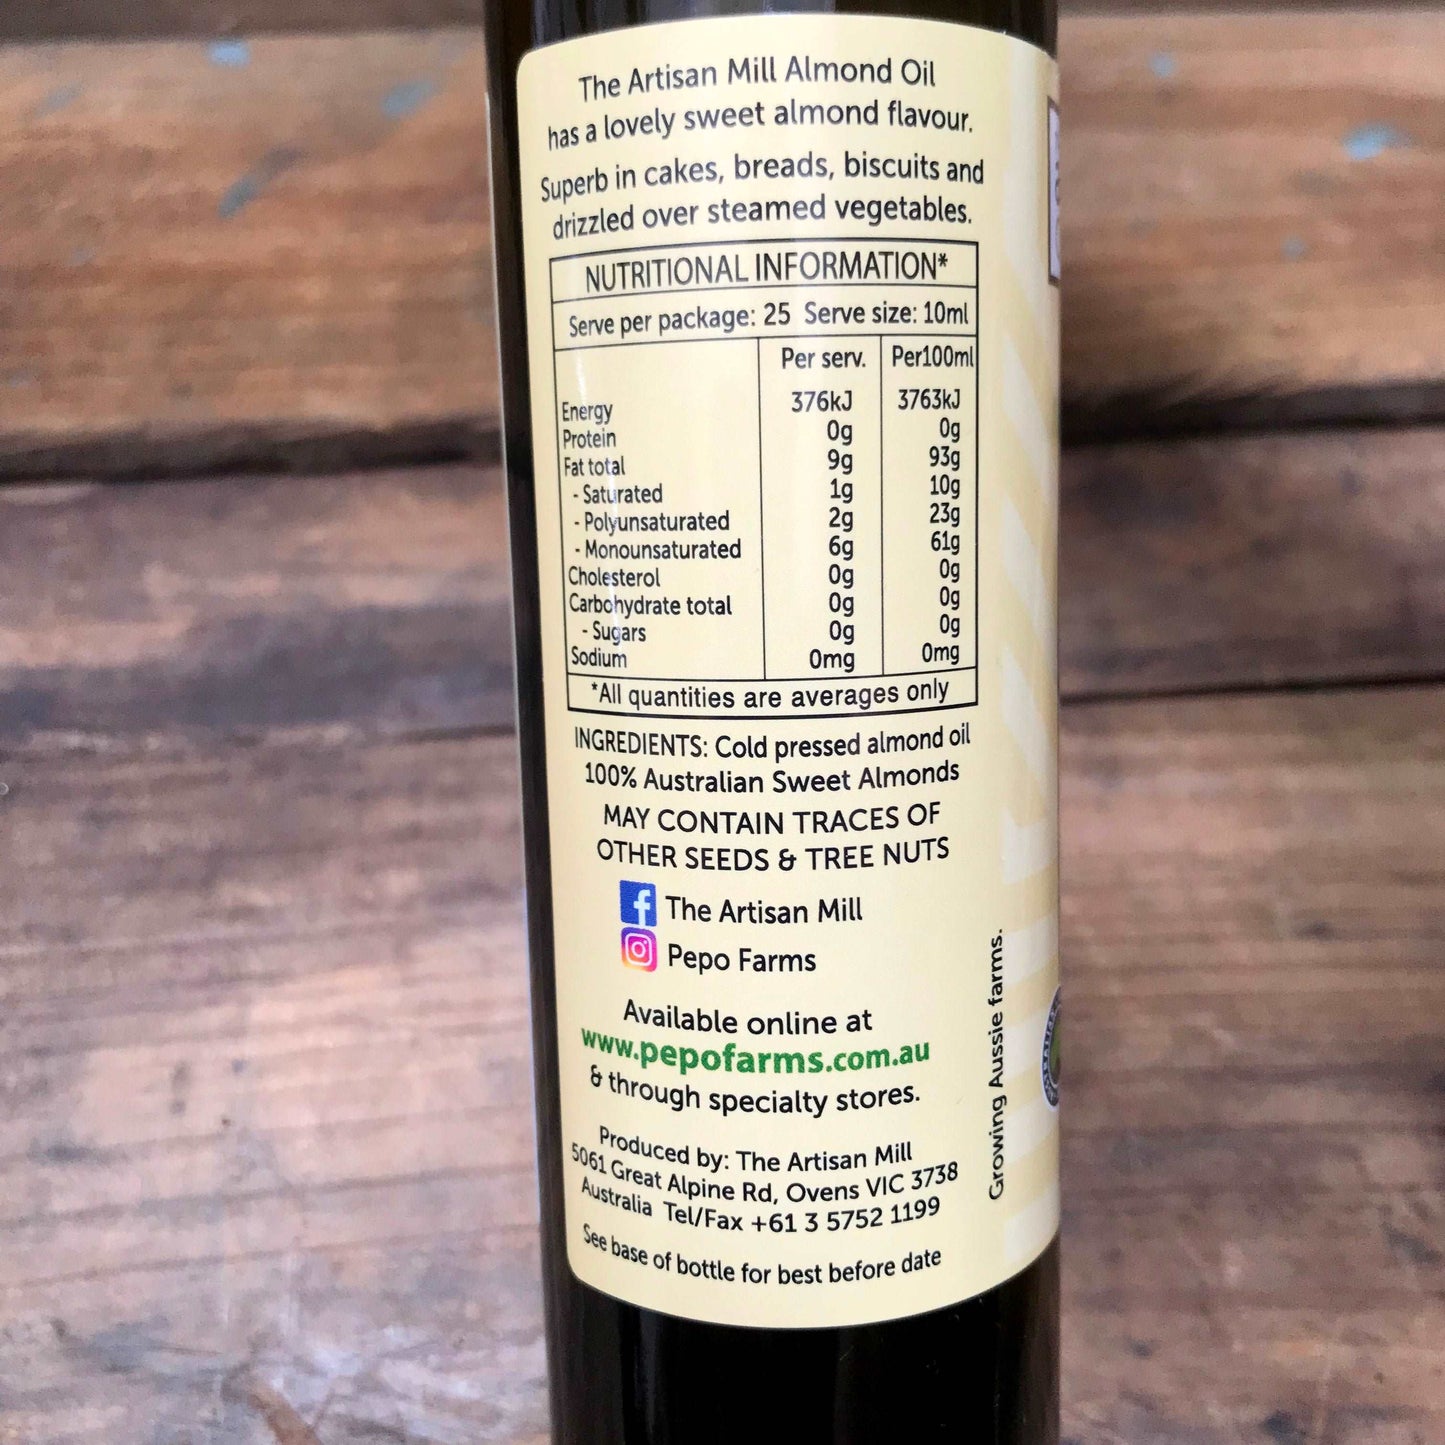 The Artisan Mill Almond Oil
has a lovely sweet almond flavour.
Superb in cakes, breads, biscuits and
drizzled over steamed vegetables.
NUTRITIONAL INFORMATION*
Serve per package: 25 Serve size: 10ml
Per serv. Per100ml
Energy 376kJ 3763kJ
Protein 0g 0g
Fat total 9g 93g
- Saturated 1g 10g
- Polyunsaturated 2g 23g
- Monounsaturated 6g 61g
Cholesterol 0g 0g
Carbohydrate total 0g 0g
- Sugars 0g 0g
Sodium 0mg 0mg
*All quantities are averages only
INGREDIENTS: Cold pressed almond oil
100% Australian Sweet Almonds
MAY CONTAIN TRACES OF
OTHER SEEDS & TREE NUTS
The Artisan Mill
Pepo Farms
Available online at
www.pepofarms.com.au
& through specialty stores.
Produced by: The Artisan Mill
5061 Great Alpine Rd, Ovens VIC 3738
Australia Tel/Fax +61 3 5752 1199
See base of bottle for best before date
Growing Aussie farms.